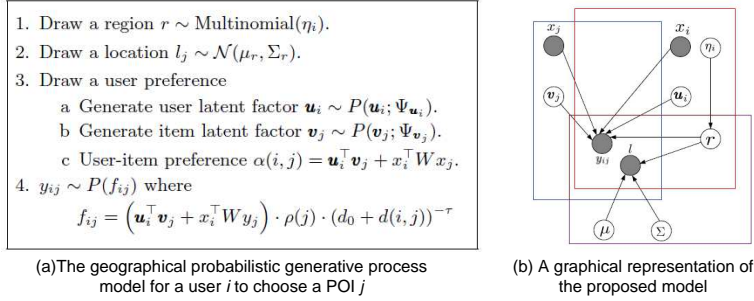 1. Draw a region r ∼ Multinomial(η_i).
2. Draw a location l_j ∼ N(μ_r, Σ_r).
3. Draw a user preference
a Generate user latent factor u_i ∼ P(u_i; Ψ_{u_i}).
b Generate item latent factor v_j ∼ P(v_j; Ψ_{v_j}).
c User-item preference α(i, j) = u_i^⊤ v_j + x_i^⊤ W x_j.
4. y_ij ∼ P(f_ij) where
f_ij = (u_i^⊤ v_j + x_i^⊤ W y_j) · ρ(j) · (d_0 + d(i, j))^{−τ}
(a)The geographical probabilistic generative process
model for a user i to choose a POI j
x_j
x_i
η_i
v_j
u_i
r
y_ij
l
μ
Σ
(b) A graphical representation of
the proposed model